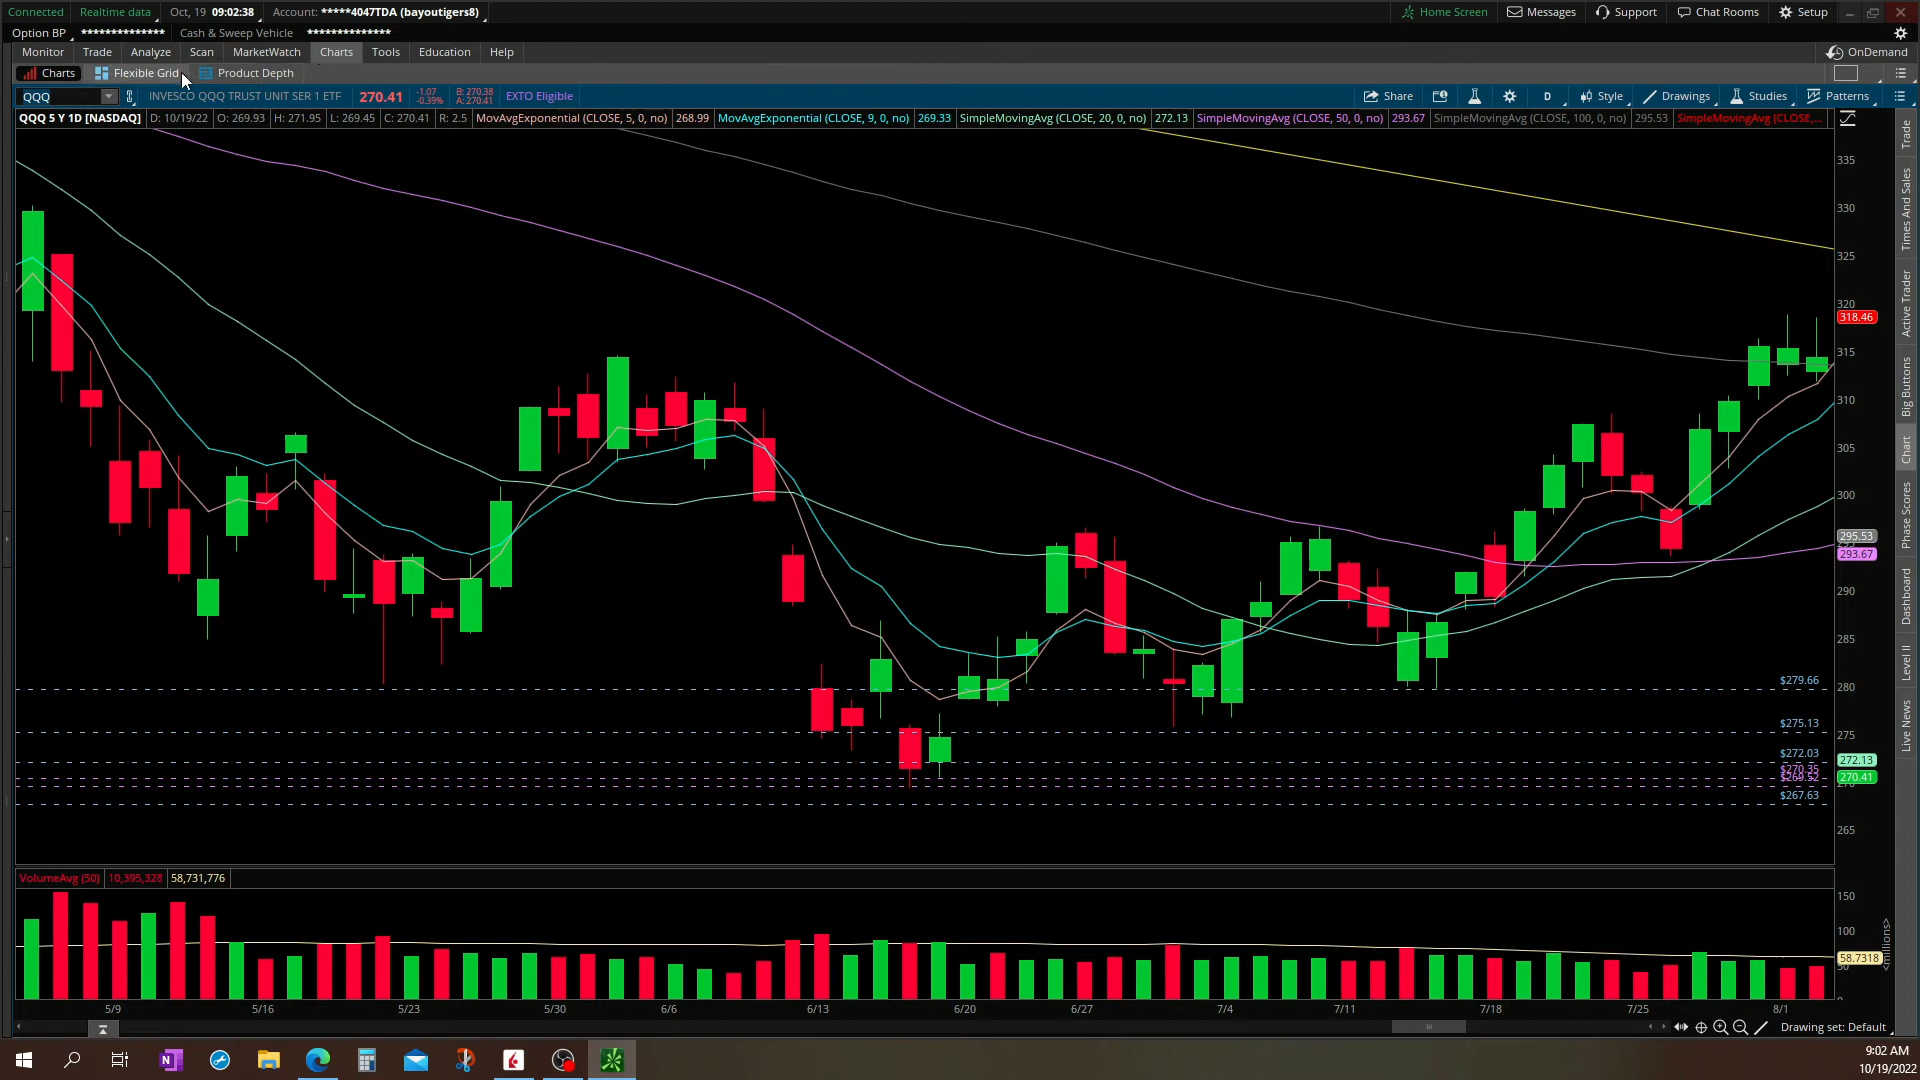 Connected Realtime data Oct, 19 09:02:38 Account: *****4047TDA (bayoutigers8) Home Screen Messages Support Chat Rooms Setup
Option BP ************** Cash & Sweep Vehicle **************
Monitor Trade Analyze Scan MarketWatch Charts Tools Education Help OnDemand
Charts Flexible Grid Product Depth
QQQ INVESCO QQQ TRUST UNIT SER 1 ETF 270.41 -1.07 -0.39% B: 270.38 A: 270.41 EXTO Eligible Share D Style Drawings Studies Patterns
QQQ 5 Y 1D [NASDAQ] D: 10/19/22 O: 269.93 H: 271.95 L: 269.45 C: 270.41 R: 2.5 MovAvgExponential (CLOSE, 5, 0, no) 268.99 MovAvgExponential (CLOSE, 9, 0, no) 269.33 SimpleMovingAvg (CLOSE, 20, 0, no) 272.13 SimpleMovingAvg (CLOSE, 50, 0, no) 293.67 SimpleMovingAvg (CLOSE, 100, 0, no) 295.53 SimpleMovingAvg (CLOSE,...
335
330
325
320
318.46
315
310
305
300
295.53
293.67
290
285
280
275
272.13
270.41
265
$279.66
$275.13
$272.03
$270.35
$269.52
$267.63
Trade
Times And Sales
Active Trader
Big Buttons
Chart
Phase Scores
Dashboard
Level II
Live News
VolumeAvg (50) 10,395,328 58,731,776
150
100
58.7318
50
0
<millions>
5/9 5/16 5/23 5/30 6/6 6/13 6/20 6/27 7/4 7/11 7/18 7/25 8/1
Drawing set: Default
9:02 AM
10/19/2022